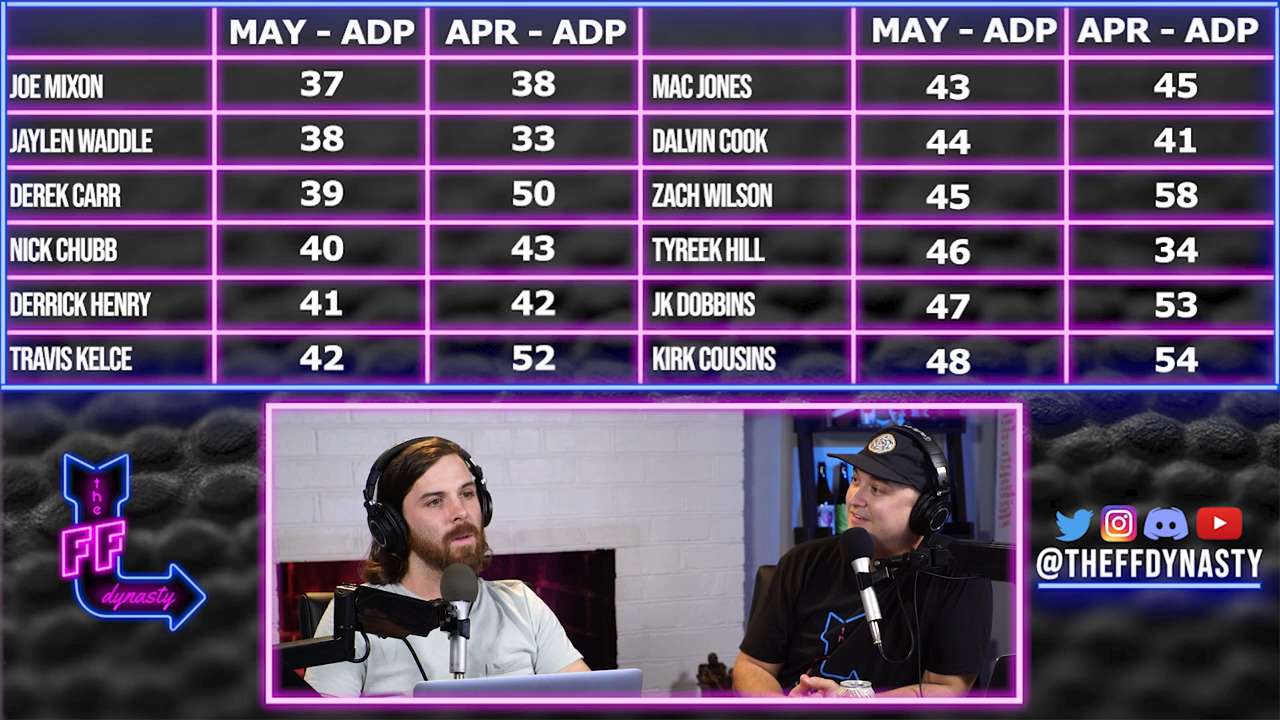 MAY - ADP APR - ADP MAY - ADP APR - ADP
JOE MIXON 37 38 MAC JONES 43 45
JAYLEN WADDLE 38 33 DALVIN COOK 44 41
DEREK CARR 39 50 ZACH WILSON 45 58
NICK CHUBB 40 43 TYREEK HILL 46 34
DERRICK HENRY 41 42 JK DOBBINS 47 53
TRAVIS KELCE 42 52 KIRK COUSINS 48 54
the
FF
dynasty
@THEFFDYNASTY